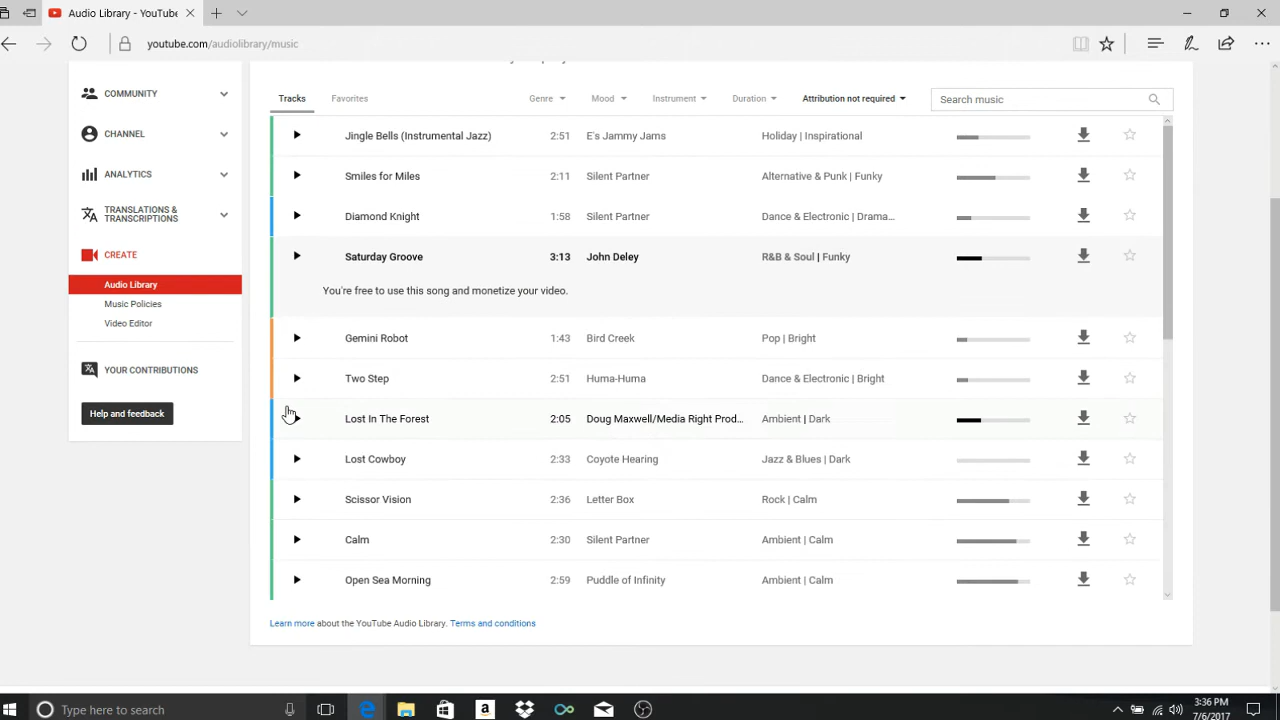 Audio Library - YouTube
youtube.com/audiolibrary/music
COMMUNITY
CHANNEL
ANALYTICS
TRANSLATIONS &
TRANSCRIPTIONS
CREATE
Audio Library
Music Policies
Video Editor
YOUR CONTRIBUTIONS
Help and feedback
Tracks Favorites Genre Mood Instrument Duration Attribution not required Search music
Jingle Bells (Instrumental Jazz) 2:51 E's Jammy Jams Holiday | Inspirational
Smiles for Miles 2:11 Silent Partner Alternative & Punk | Funky
Diamond Knight 1:58 Silent Partner Dance & Electronic | Drama...
Saturday Groove 3:13 John Deley R&B & Soul | Funky
You're free to use this song and monetize your video.
Gemini Robot 1:43 Bird Creek Pop | Bright
Two Step 2:51 Huma-Huma Dance & Electronic | Bright
Lost In The Forest 2:05 Doug Maxwell/Media Right Prod... Ambient | Dark
Lost Cowboy 2:33 Coyote Hearing Jazz & Blues | Dark
Scissor Vision 2:36 Letter Box Rock | Calm
Calm 2:30 Silent Partner Ambient | Calm
Open Sea Morning 2:59 Puddle of Infinity Ambient | Calm
Learn more about the YouTube Audio Library. Terms and conditions
Type here to search
3:36 PM
7/6/2017